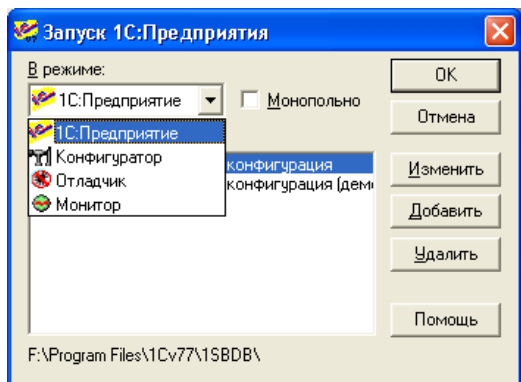 Запуск 1С:Предприятия
В режиме:
1С:Предприятие
Монопольно
1С:Предприятие
Конфигуратор
Отладчик
Монитор
конфигурация
конфигурация (дем
OK
Отмена
Изменить
Добавить
Удалить
Помощь
F:\Program Files\1Cv77\1SBDB\